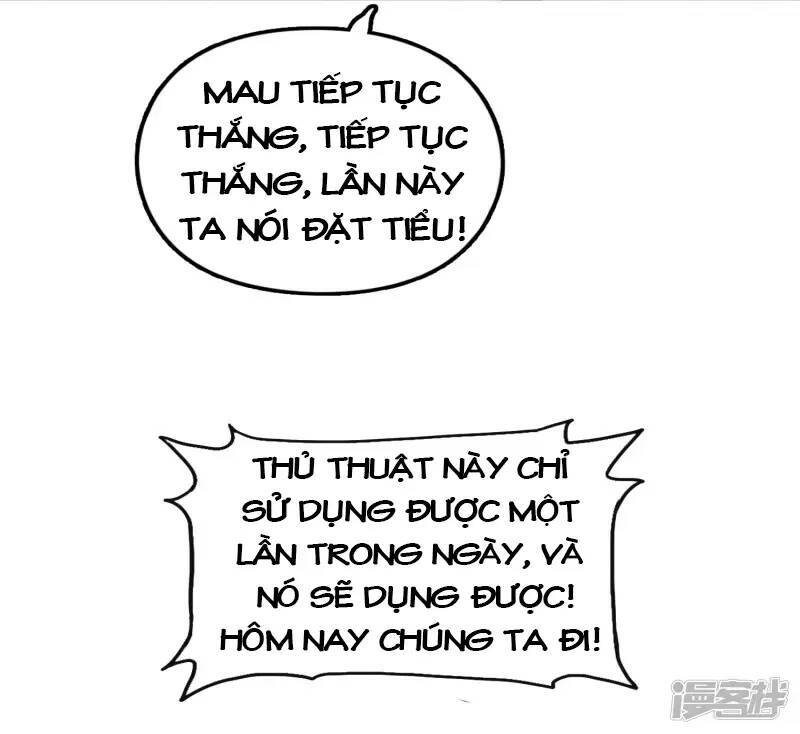 MAU TIẾP TỤC
THẮNG, TIẾP TỤC
THẮNG, LẦN NÀY
TA NÓI ĐẶT TIỂU!
THỦ THUẬT NÀY CHỈ
SỬ DỤNG ĐƯỢC MỘT
LẦN TRONG NGÀY, VÀ
NÓ SẼ DỤNG ĐƯỢC!
HÔM NAY CHÚNG TA ĐI!
漫客栈